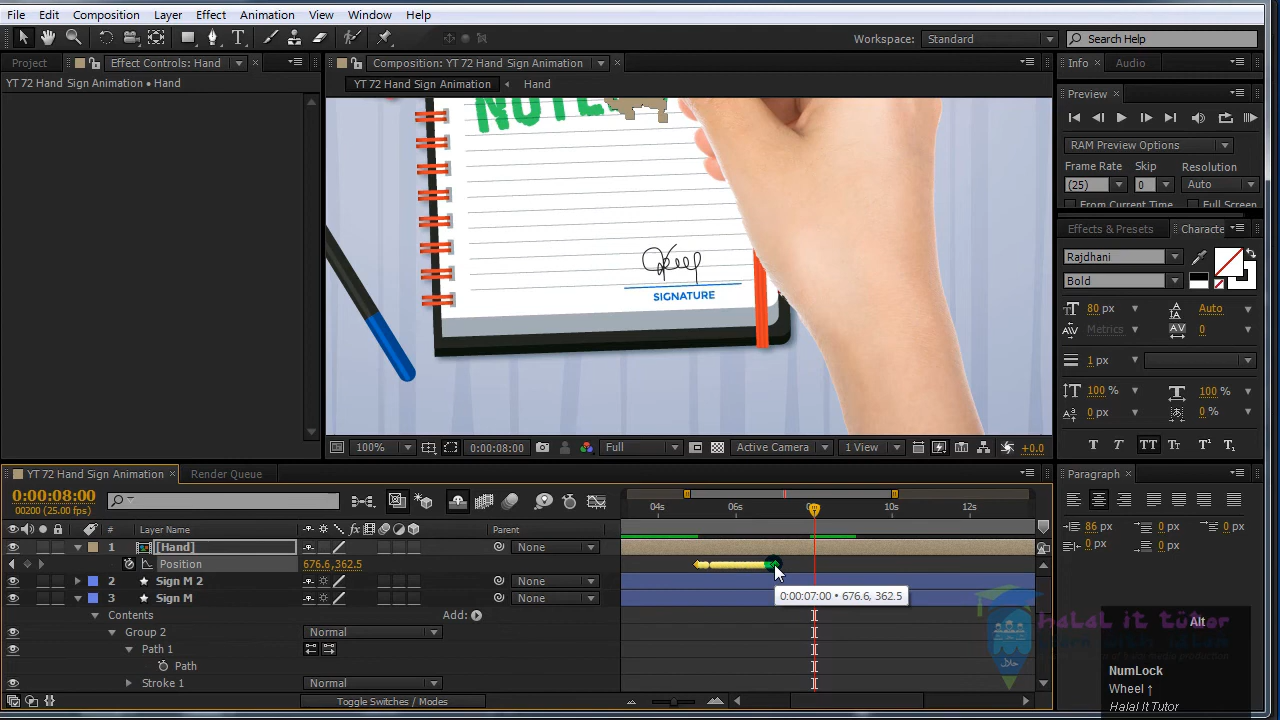 File Edit Composition Layer Effect Animation View Window Help
Workspace: Standard Search Help
Project Effect Controls: Hand Composition: YT 72 Hand Sign Animation Info Audio
YT 72 Hand Sign Animation • Hand YT 72 Hand Sign Animation Hand
Preview
RAM Preview Options
Frame Rate Skip Resolution
(25) 0 Auto
From Current Time Full Screen
Effects & Presets Characte
Rajdhani
Bold
80 px Auto
Metrics 0
1 px
100 % 100 %
0 px 0 %
NOTE
SIGNATURE
100% 0:00:08:00 Full Active Camera 1 View +0.0
YT 72 Hand Sign Animation Render Queue Paragraph
0:00:08:00
00200 (25.00 fps)
04s 06s 10s 12s
86 px 0 px 0 px
0 px 0 px
# Layer Name Parent
1 [Hand] None
Position 676.6,362.5
2 Sign M 2 None
3 Sign M None
0:00:07:00 • 676.6, 362.5
Contents Add:
Group 2 Normal
Path 1
Path
Stroke 1 Normal
Toggle Switches / Modes
HALAL IT TUTOR
حلال
Alt
NumLock
Wheel ↑
Halal It Tutor